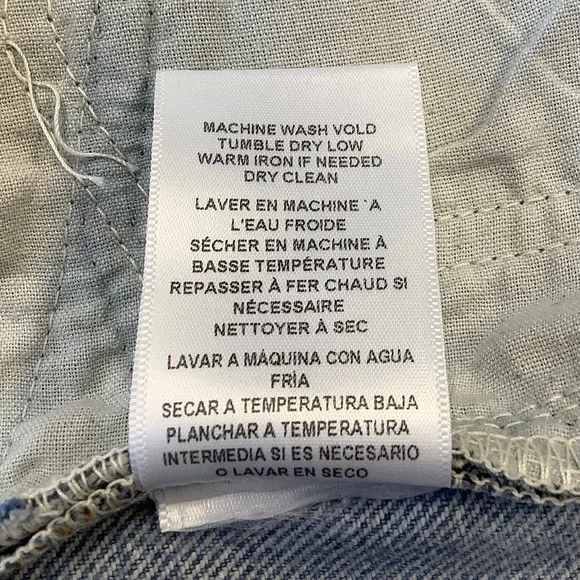 MACHINE WASH VOLD
TUMBLE DRY LOW
WARM IRON IF NEEDED
DRY CLEAN
LAVER EN MACHINE `A
L'EAU FROIDE
SÉCHER EN MACHINE À
BASSE TEMPÉRATURE
REPASSER À FER CHAUD SI
NÉCESSAIRE
NETTOYER À SEC
LAVAR A MÁQUINA CON AGUA
FRÍA
SECAR A TEMPERATURA BAJA
PLANCHAR A TEMPERATURA
INTERMEDIA SI ES NECESARIO
O LAVAR EN SECO